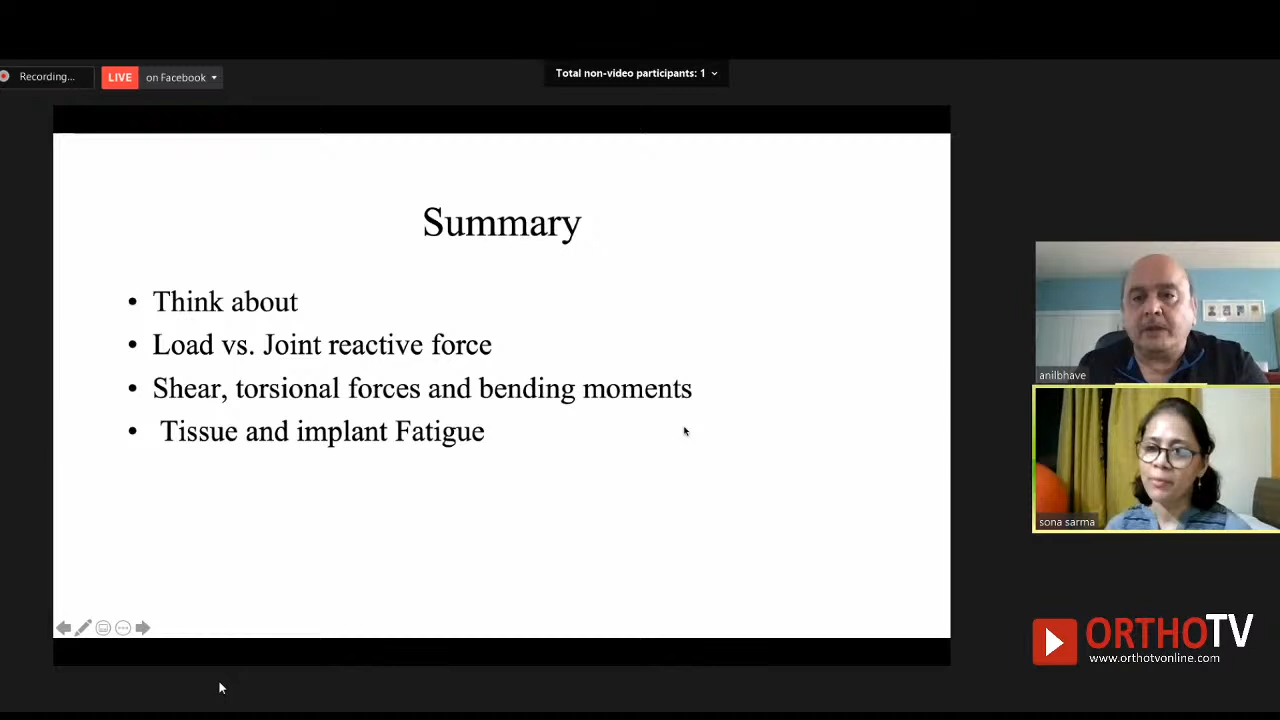 Recording...
LIVE on Facebook
Total non-video participants: 1
Summary
• Think about
• Load vs. Joint reactive force
• Shear, torsional forces and bending moments
• Tissue and implant Fatigue
anilbhave
sona sarma
ORTHOTV
www.orthotvonline.com